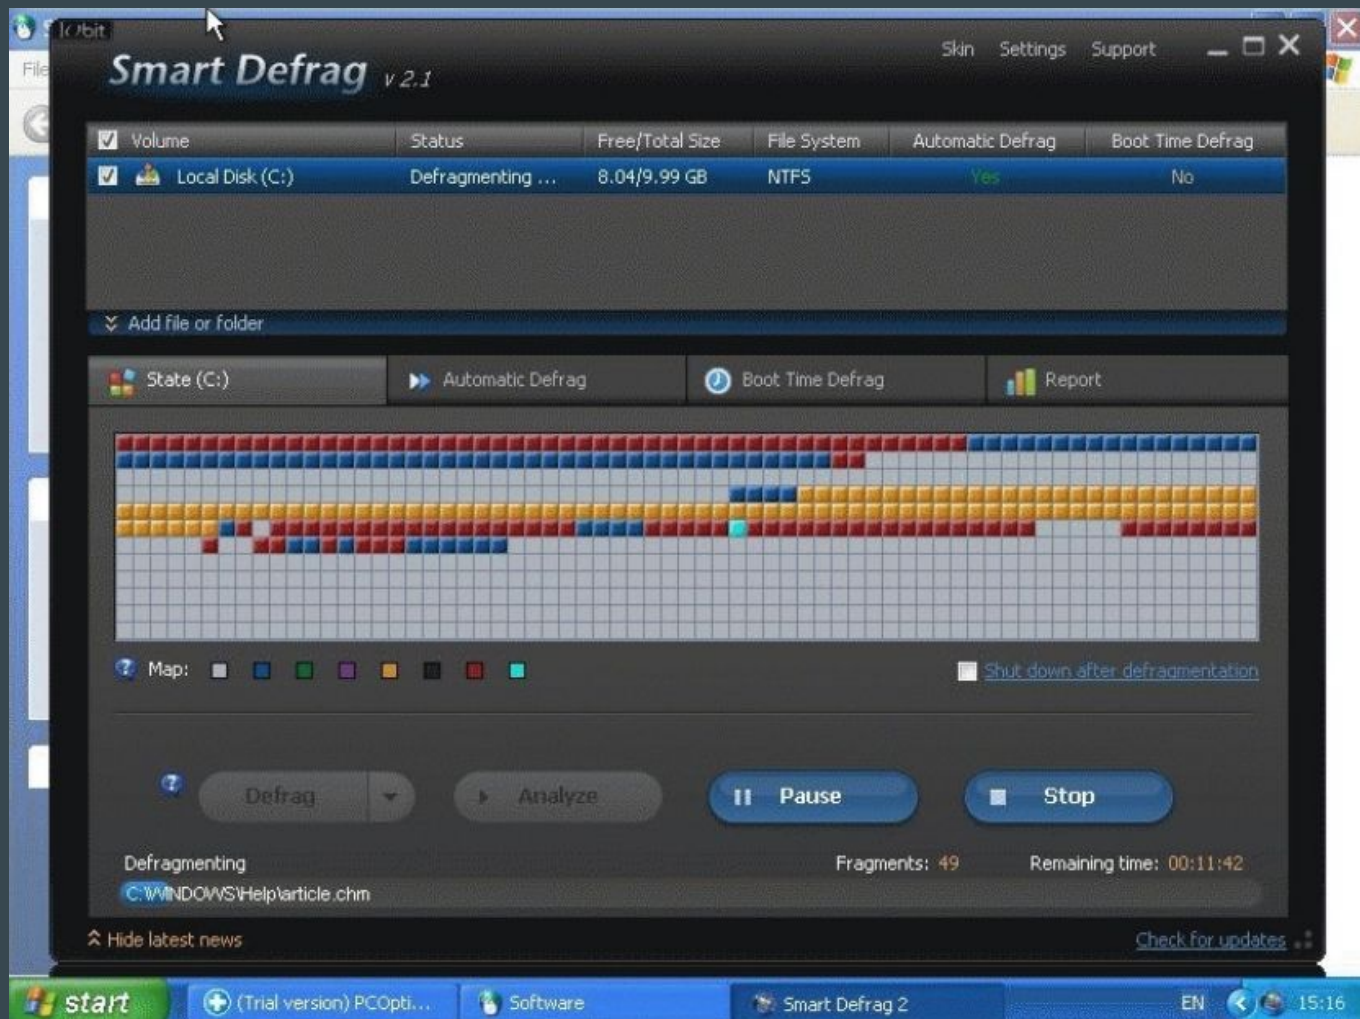 IObit
File
Smart Defrag v 2.1
Skin Settings Support
Volume Status Free/Total Size File System Automatic Defrag Boot Time Defrag
Local Disk (C:) Defragmenting ... 8.04/9.99 GB NTFS Yes No
Add file or folder
State (C:) Automatic Defrag Boot Time Defrag Report
Map: Shut down after defragmentation
Defrag Analyze Pause Stop
Defragmenting Fragments: 49 Remaining time: 00:11:42
C:\WINDOWS\Help\article.chm
Hide latest news Check for updates
start (Trial version) PCOpti... Software Smart Defrag 2 EN 15:16